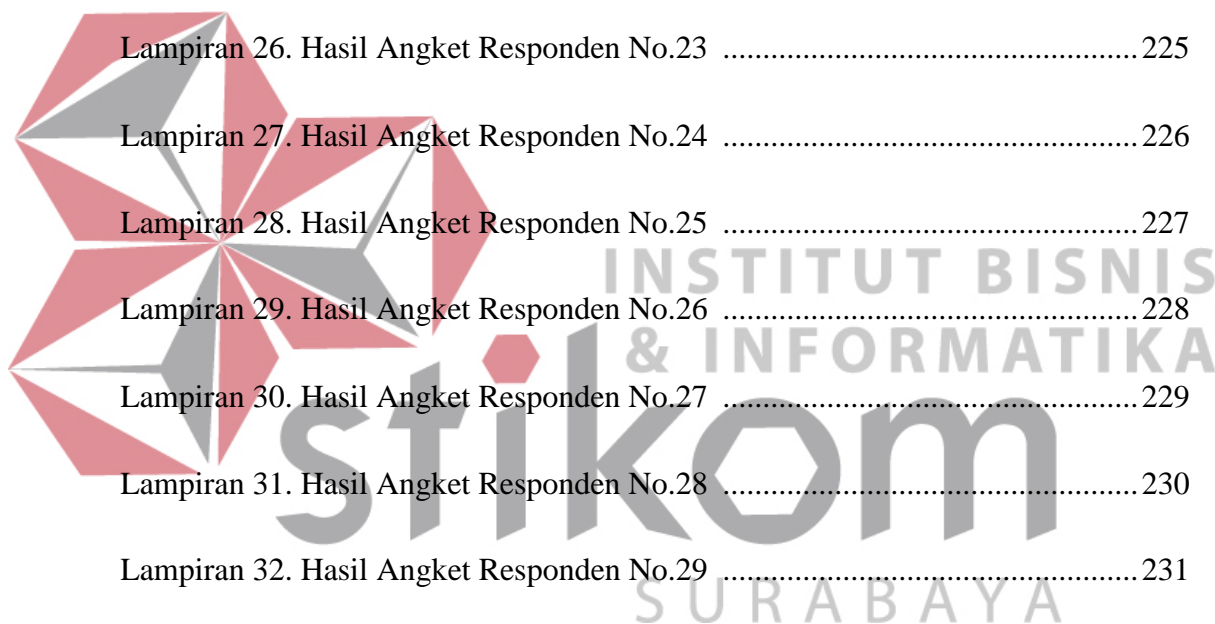 Lampiran 26. Hasil Angket Responden No.23 .....................................................225
Lampiran 27. Hasil Angket Responden No.24 .....................................................226
Lampiran 28. Hasil Angket Responden No.25 .....................................................227
INSTITUT BISNIS
Lampiran 29. Hasil Angket Responden No.26 .....................................................228
& INFORMATIKA
Lampiran 30. Hasil Angket Responden No.27 .....................................................229
stikom
Lampiran 31. Hasil Angket Responden No.28 .....................................................230
Lampiran 32. Hasil Angket Responden No.29 .....................................................231
SURABAYA